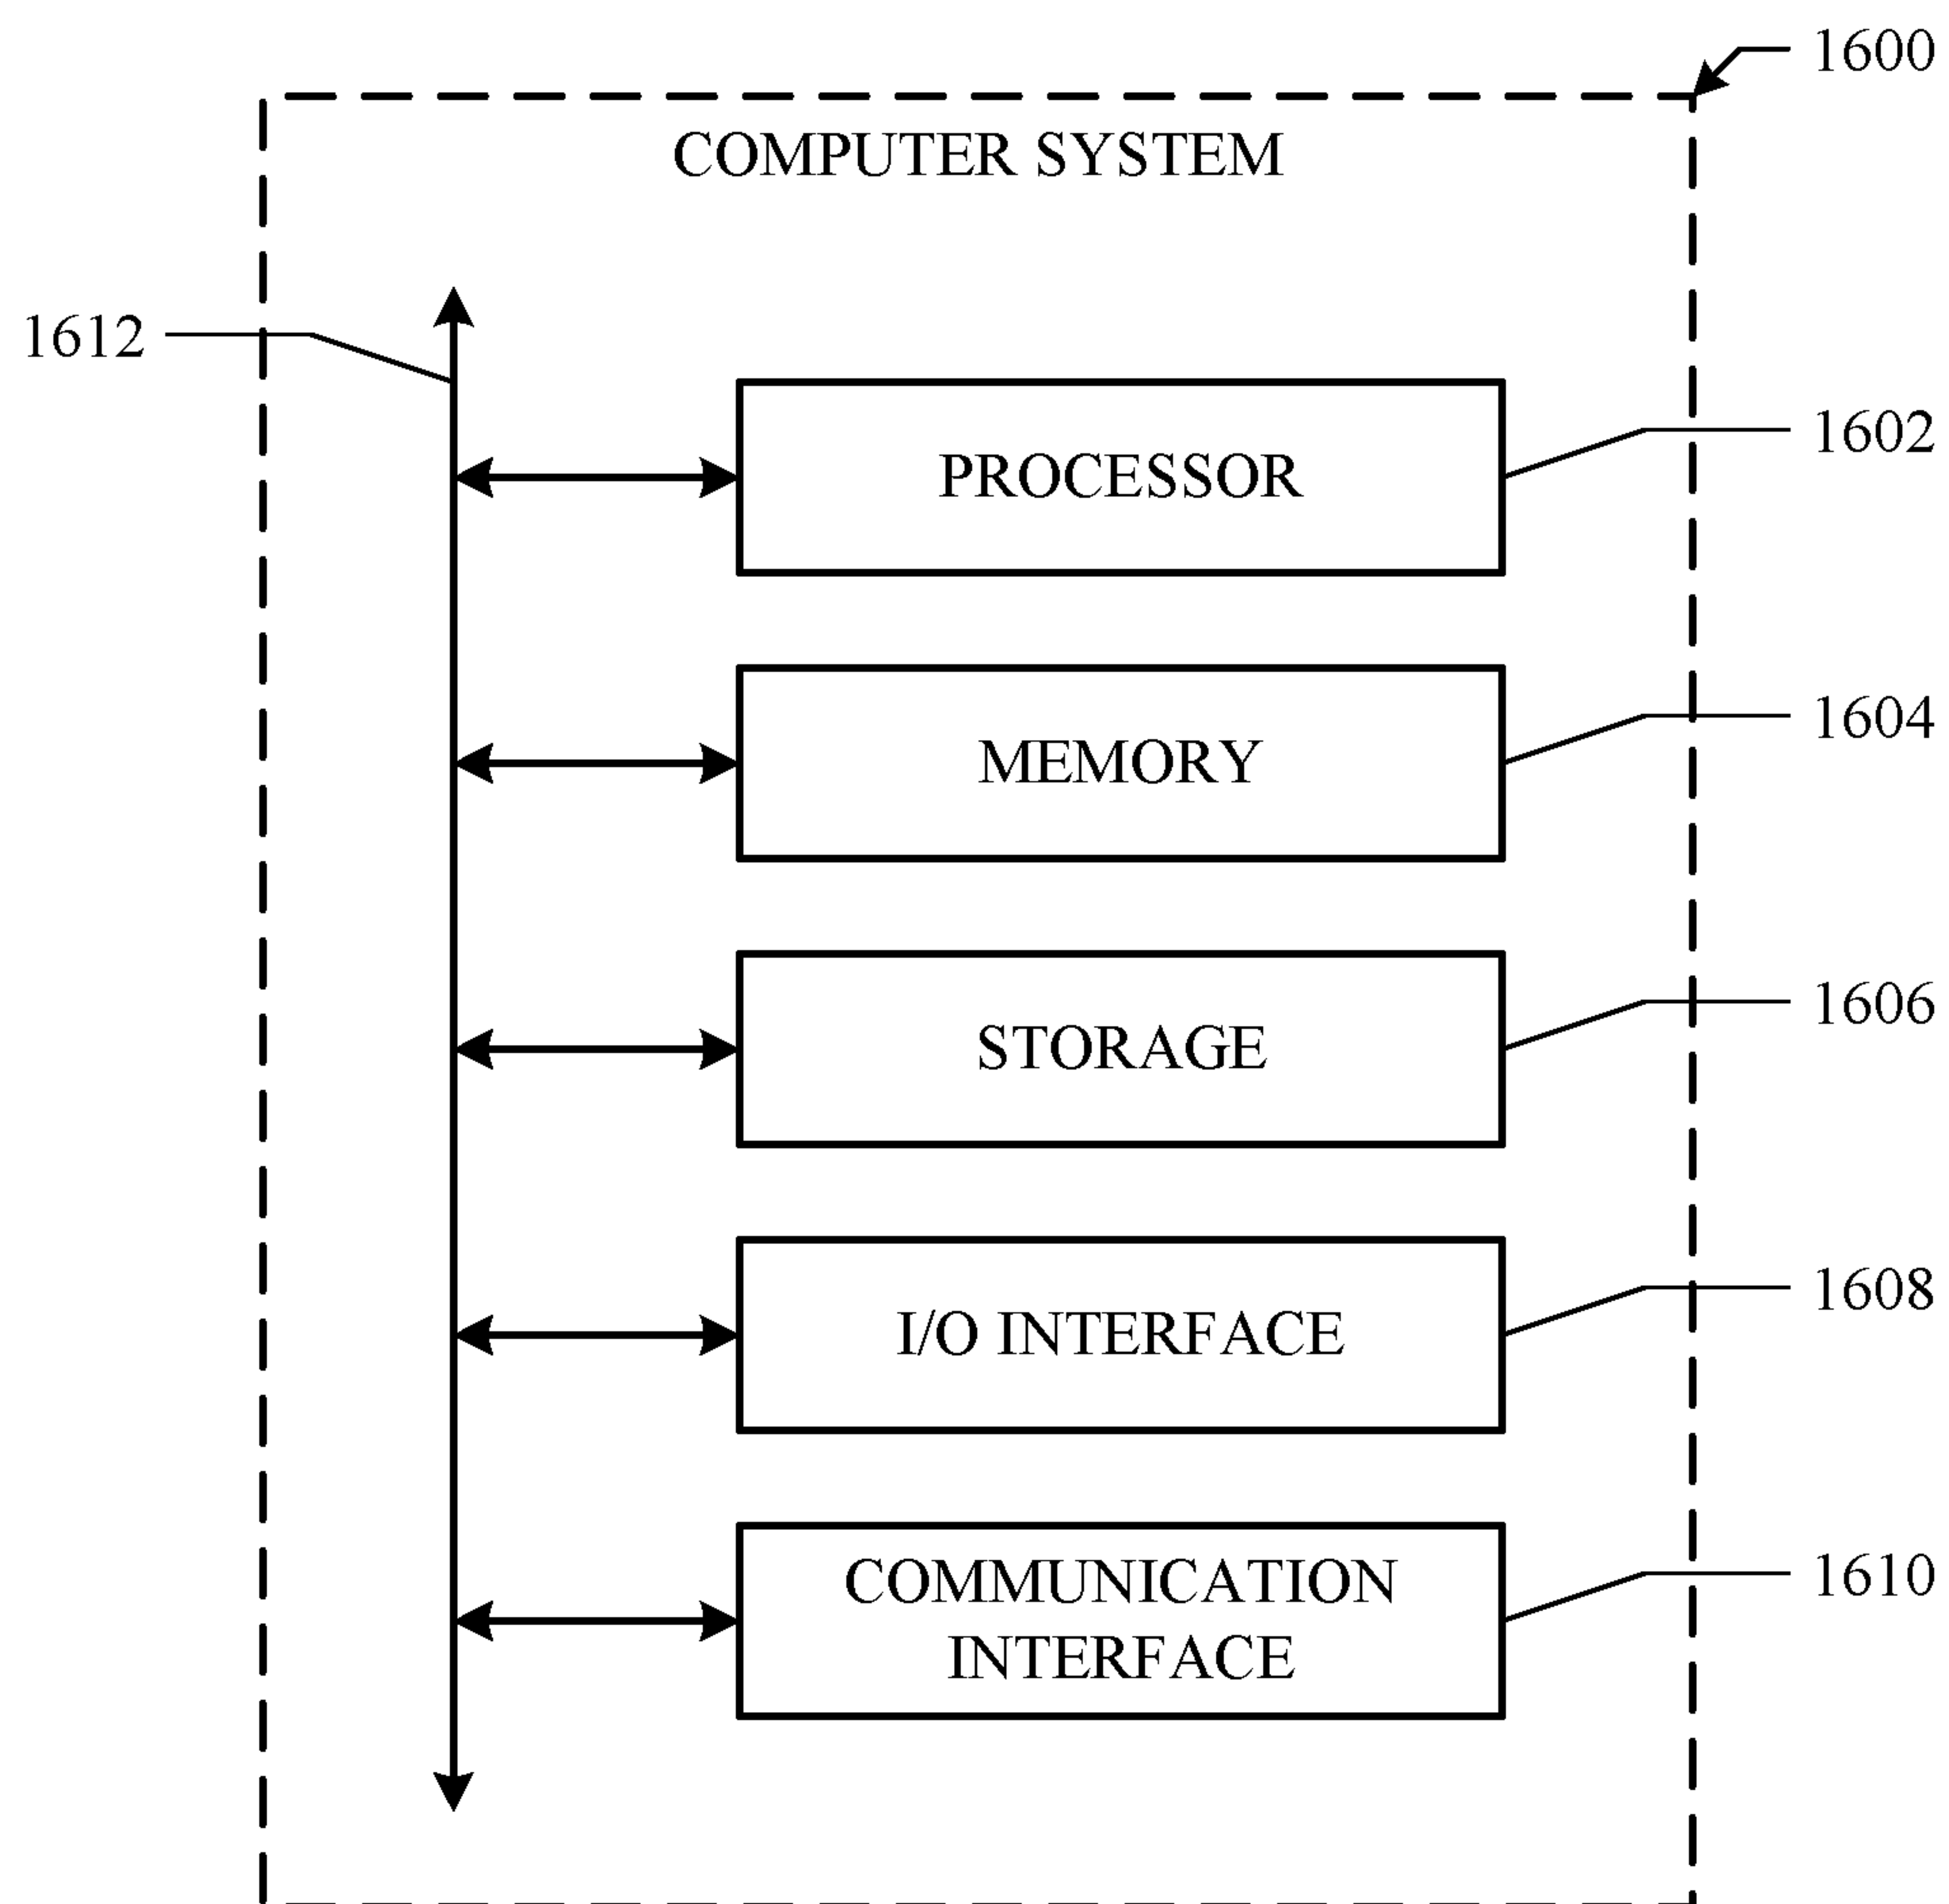 1600
COMPUTER SYSTEM
1612
PROCESSOR
1602
MEMORY
1604
STORAGE
1606
I/O INTERFACE
1608
COMMUNICATION
INTERFACE
1610